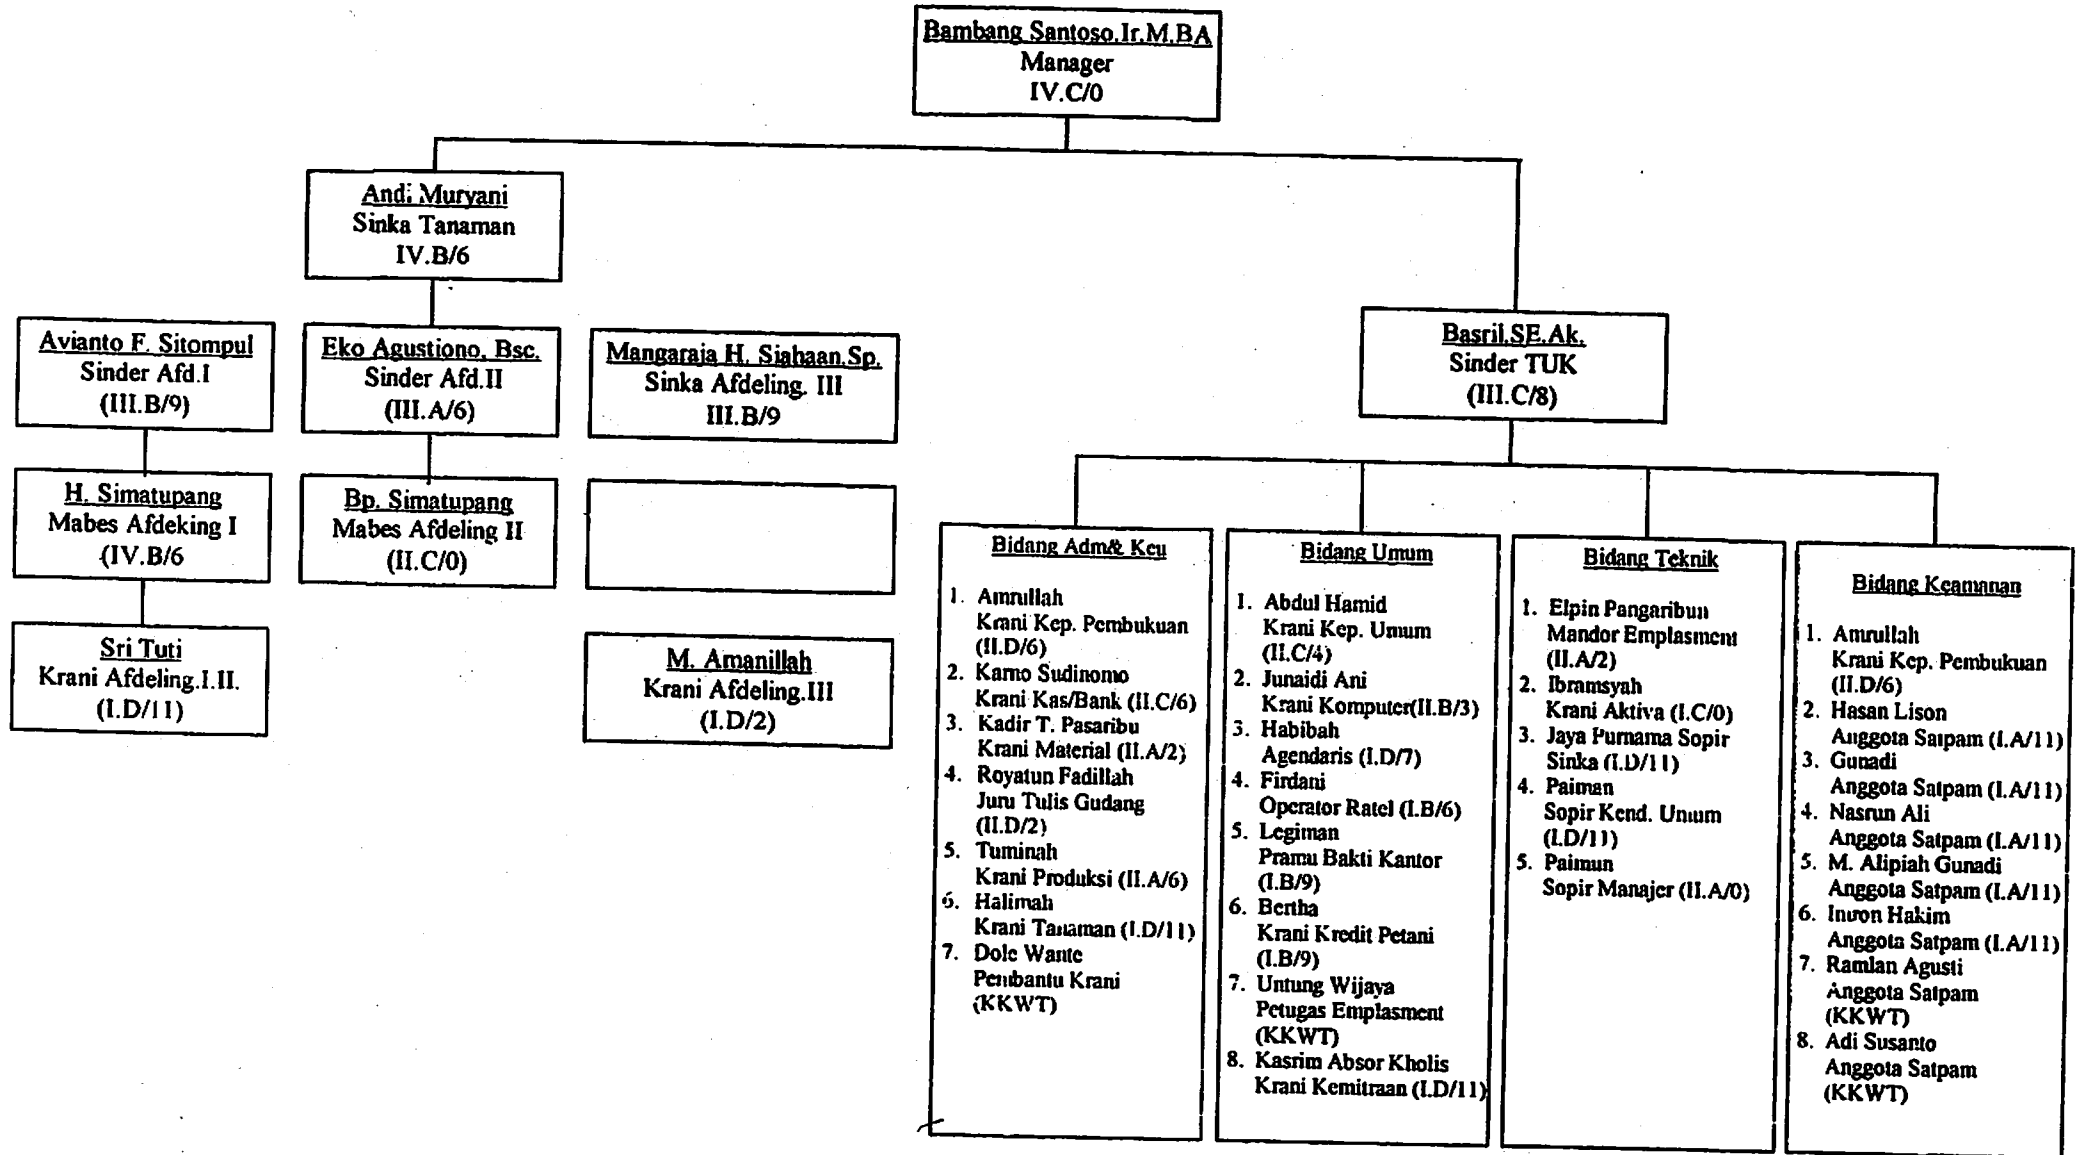 Bambang Santoso.Ir.M.BA
Manager
IV.C/0
Andi Muryani
Sinka Tanaman
IV.B/6
Avianto F. Sitompul
Sinder Afd.I
(III.B/9)
Eko Agustiono, Bsc.
Sinder Afd.II
(III.A/6)
Mangaraja H. Siahaan.Sp.
Sinka Afdeling. III
III.B/9
Basril.SE.Ak.
Sinder TUK
(III.C/8)
H. Simatupang
Mabes Afdeking I
(IV.B/6
Bp. Simatupang
Mabes Afdeling II
(II.C/0)
Sri Tuti
Krani Afdeling.I.II.
(I.D/11)
M. Amanillah
Krani Afdeling.III
(I.D/2)
Bidang Adm& Keu
1. Amrullah
Krani Kep. Pembukuan
(II.D/6)
2. Karno Sudinomo
Krani Kas/Bank (II.C/6)
3. Kadir T. Pasaribu
Krani Material (II.A/2)
4. Royatun Fadillah
Juru Tulis Gudang
(II.D/2)
5. Tuminah
Krani Produksi (II.A/6)
6. Halimah
Krani Tanaman (I.D/11)
7. Dole Wante
Pembantu Krani
(KKWT)
Bidang Umum
1. Abdul Hamid
Krani Kep. Umum
(II.C/4)
2. Junaidi Ani
Krani Komputer(II.B/3)
3. Habibah
Agendaris (I.D/7)
4. Firdani
Operator Ratel (I.B/6)
5. Legiman
Pramu Bakti Kantor
(I.B/9)
6. Bertha
Krani Kredit Petani
(I.B/9)
7. Untung Wijaya
Petugas Emplasment
(KKWT)
8. Kasrim Absor Kholis
Krani Kemitraan (I.D/11)
Bidang Teknik
1. Elpin Pangaribun
Mandor Emplasment
(II.A/2)
2. Ibramsyah
Krani Aktiva (I.C/0)
3. Jaya Purnama Sopir
Sinka (I.D/11)
4. Paiman
Sopir Kend. Umum
(I.D/11)
5. Paimun
Sopir Manajer (II.A/0)
Bidang Keamanan
1. Amrullah
Krani Kep. Pembukuan
(II.D/6)
2. Hasan Lison
Anggota Satpam (I.A/11)
3. Gunadi
Anggota Satpam (I.A/11)
4. Nasrun Ali
Anggota Satpam (I.A/11)
5. M. Alipiah Gunadi
Anggota Satpam (I.A/11)
6. Hakim
Anggota Satpam (I.A/11)
7. Ramlan Agusti
Anggota Satpam
(KKWT)
8. Adi Susanto
Anggota Satpam
(KKWT)